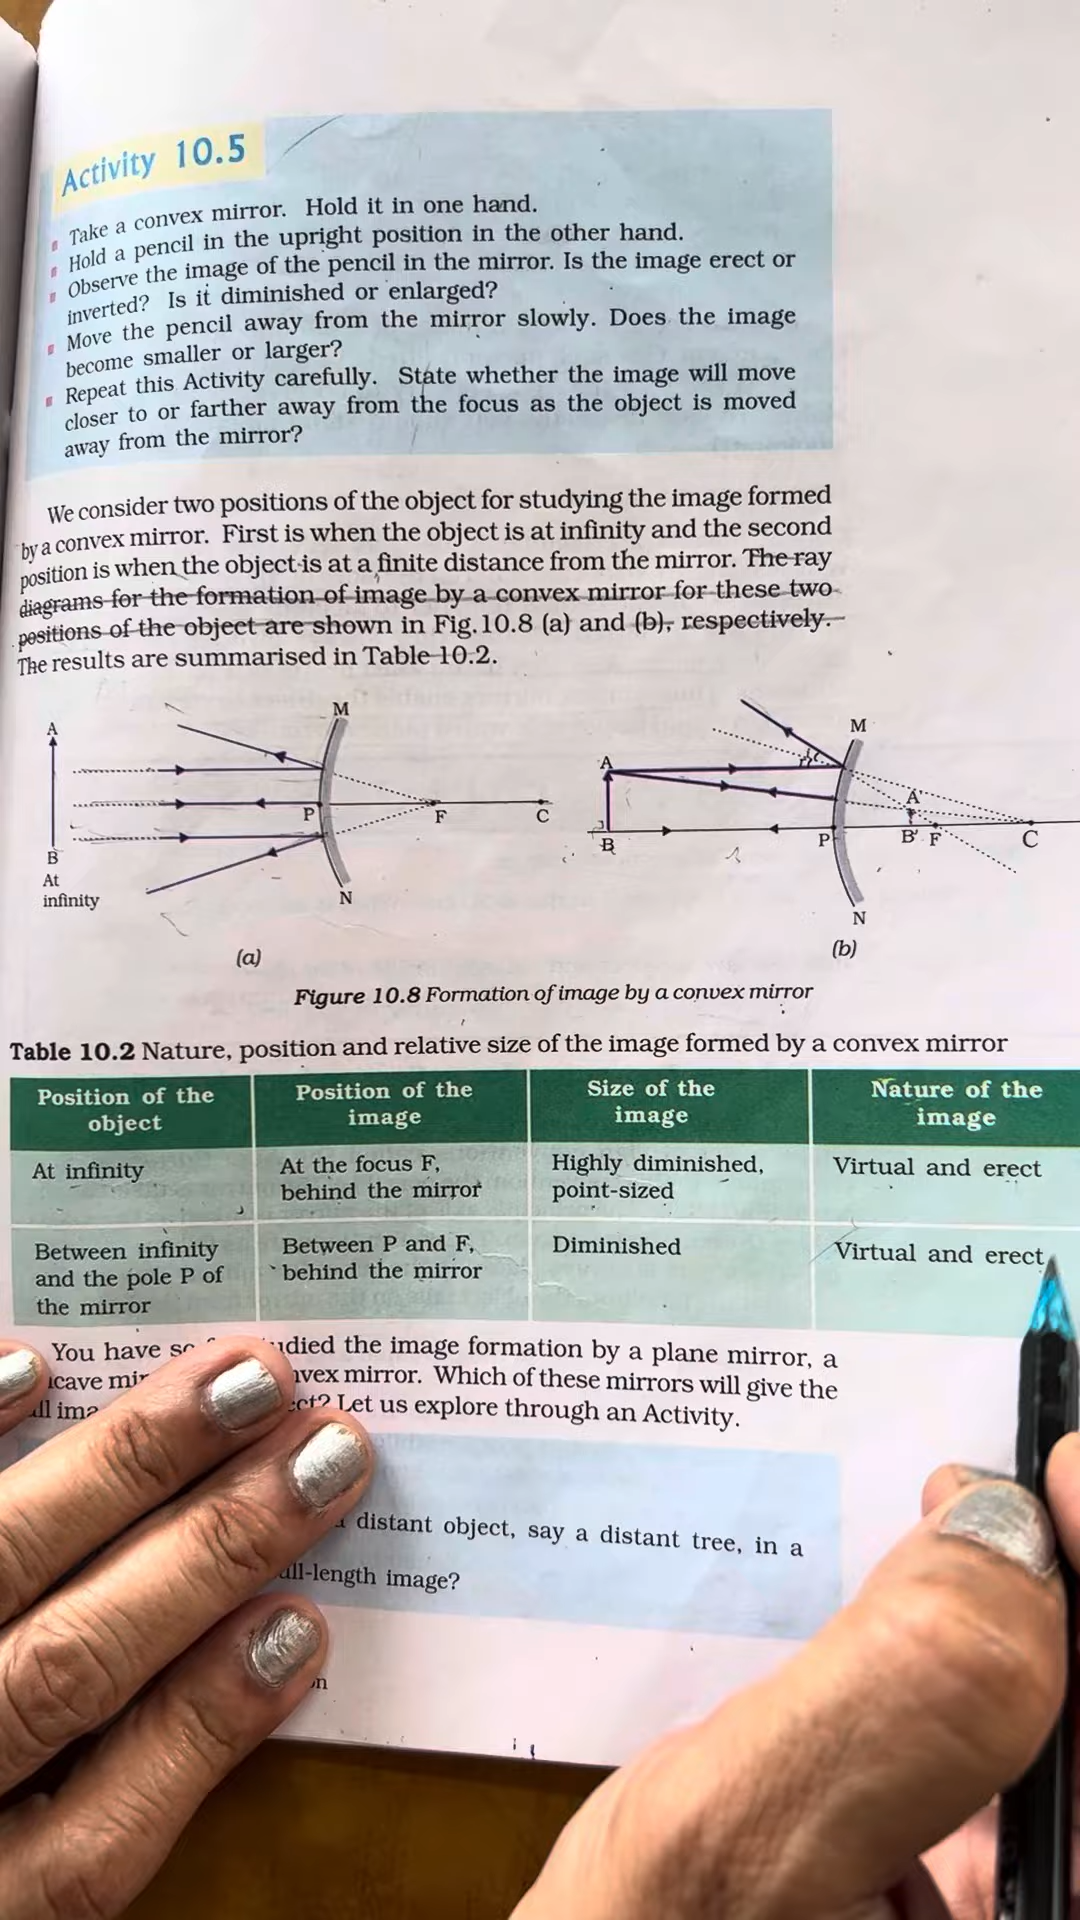 Activity 10.5
Take a convex mirror. Hold it in one hand.
Hold a pencil in the upright position in the other hand.
Observe the image of the pencil in the mirror. Is the image erect or
inverted? Is it diminished or enlarged?
Move the pencil away from the mirror slowly. Does the image
become smaller or larger?
Repeat this Activity carefully. State whether the image will move
closer to or farther away from the focus as the object is moved
away from the mirror?
We consider two positions of the object for studying the image formed
by a convex mirror. First is when the object is at infinity and the second
position is when the object is at a finite distance from the mirror. The ray
diagrams for the formation of image by a convex mirror for these two
positions of the object are shown in Fig.10.8 (a) and (b), respectively.
The results are summarised in Table 10.2.
A
M
P
F
C
B
At
infinity
N
(a)
M
A
A'
P
B' F
C
B
N
(b)
Figure 10.8 Formation of image by a convex mirror
Table 10.2 Nature, position and relative size of the image formed by a convex mirror
Position of the
object
Position of the
image
Size of the
image
Nature of the
image
At infinity
At the focus F,
behind the mirror
Highly diminished,
point-sized
Virtual and erect
Between infinity
and the pole P of
the mirror
Between P and F,
behind the mirror
Diminished
Virtual and erect
You have studied the image formation by a plane mirror, a
mirror. Which of these mirrors will give the
Let us explore through an Activity.
distant object, say a distant tree, in a
length image?